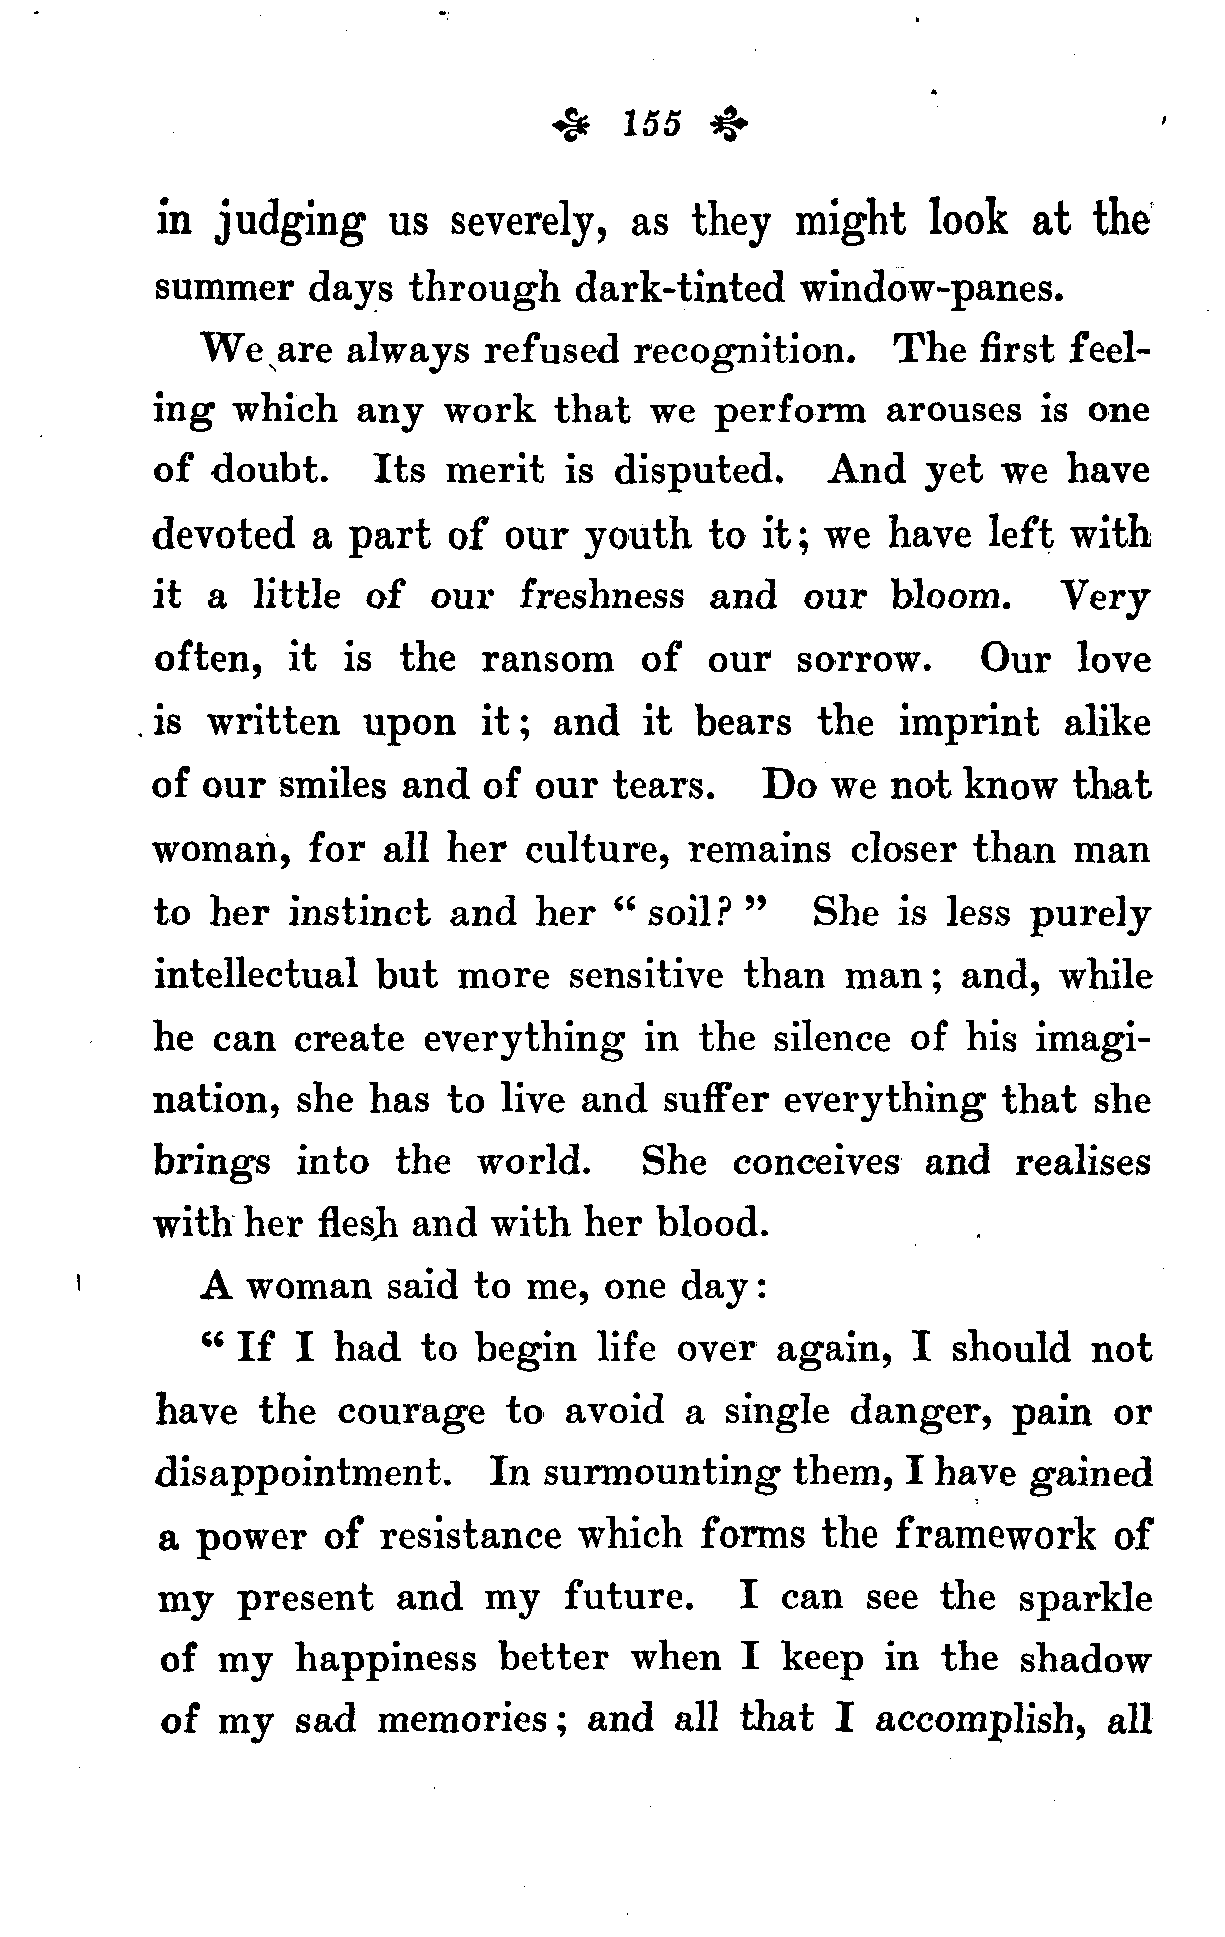 155
in judging us severely, as they might look at the
summer days through dark-tinted window-panes.
We are always refused recognition. The first feel-
ing which any work that we perform arouses is one
of doubt. Its merit is disputed. And yet we have
devoted a part of our youth to it; we have left with
it a little of our freshness and our bloom. Very
often, it is the ransom of our sorrow. Our love
is written upon it; and it bears the imprint alike
of our smiles and of our tears. Do we not know that
woman, for all her culture, remains closer than man
to her instinct and her “ soil? ” She is less purely
intellectual but more sensitive than man; and, while
he can create everything in the silence of his imagi-
nation, she has to live and suffer everything that she
brings into the world. She conceives and realises
with her flesh and with her blood.
A woman said to me, one day:
“ If I had to begin life over again, I should not
have the courage to avoid a single danger, pain or
disappointment. In surmounting them, I have gained
a power of resistance which forms the framework of
my present and my future. I can see the sparkle
of my happiness better when I keep in the shadow
of my sad memories; and all that I accomplish, all